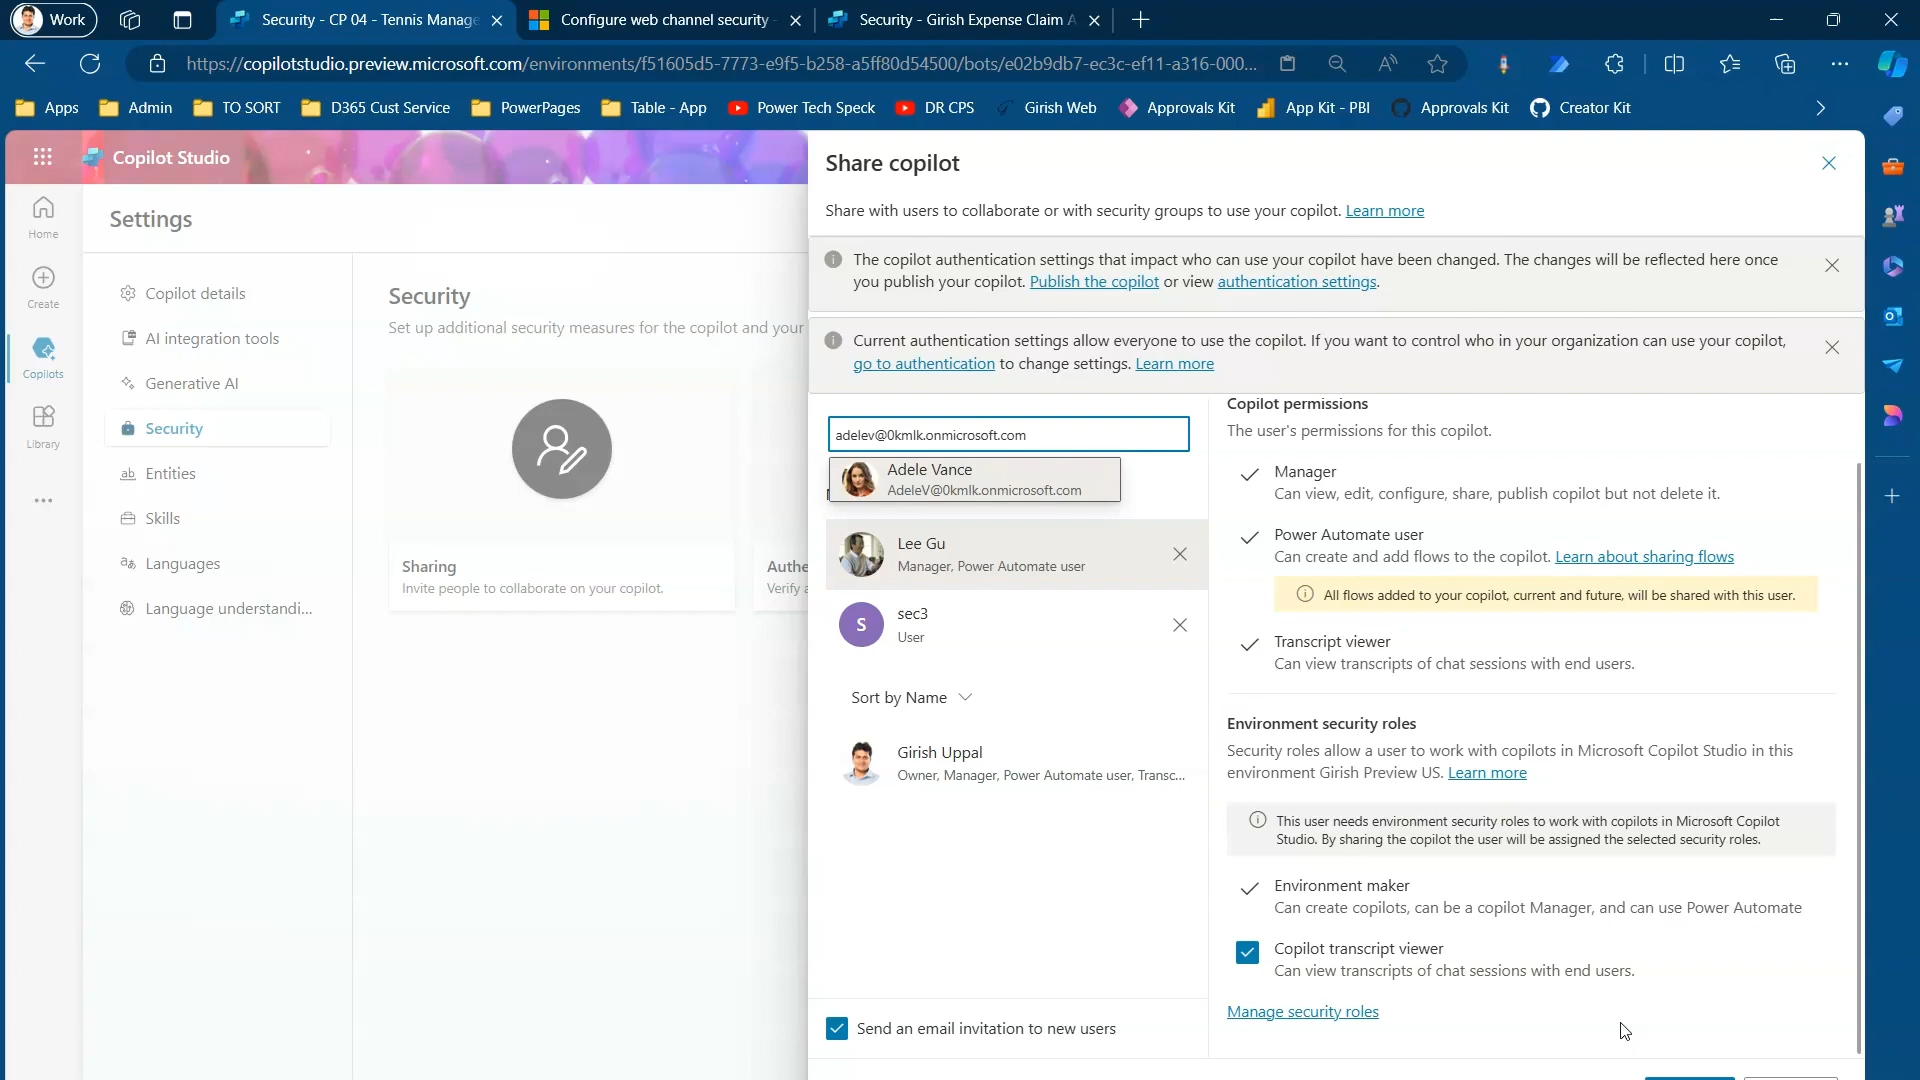 Work
Security - CP 04 - Tennis Manage
Configure web channel security -
Security - Girish Expense Claim A
https://copilotstudio.preview.microsoft.com/environments/f51605d5-7773-e9f5-b258-a5ff80d54500/bots/e02b9db7-ec3c-ef11-a316-000...
Apps
Admin
TO SORT
D365 Cust Service
PowerPages
Table - App
Power Tech Speck
DR CPS
Girish Web
Approvals Kit
App Kit - PBI
Approvals Kit
Creator Kit
Copilot Studio
Home
Create
Copilots
Library
Settings
Copilot details
AI integration tools
Generative AI
Security
Entities
Skills
Languages
Language understandi...
Security
Set up additional security measures for the copilot and your
Sharing
Invite people to collaborate on your copilot.
Authe
Verify a
Share copilot
Share with users to collaborate or with security groups to use your copilot. Learn more
The copilot authentication settings that impact who can use your copilot have been changed. The changes will be reflected here once
you publish your copilot. Publish the copilot or view authentication settings.
Current authentication settings allow everyone to use the copilot. If you want to control who in your organization can use your copilot,
go to authentication to change settings. Learn more
adelev@0kmlk.onmicrosoft.com
Adele Vance
AdeleV@0kmlk.onmicrosoft.com
Lee Gu
Manager, Power Automate user
S
sec3
User
Sort by Name
Girish Uppal
Owner, Manager, Power Automate user, Transc...
Send an email invitation to new users
Copilot permissions
The user's permissions for this copilot.
Manager
Can view, edit, configure, share, publish copilot but not delete it.
Power Automate user
Can create and add flows to the copilot. Learn about sharing flows
All flows added to your copilot, current and future, will be shared with this user.
Transcript viewer
Can view transcripts of chat sessions with end users.
Environment security roles
Security roles allow a user to work with copilots in Microsoft Copilot Studio in this
environment Girish Preview US. Learn more
This user needs environment security roles to work with copilots in Microsoft Copilot
Studio. By sharing the copilot the user will be assigned the selected security roles.
Environment maker
Can create copilots, can be a copilot Manager, and can use Power Automate
Copilot transcript viewer
Can view transcripts of chat sessions with end users.
Manage security roles